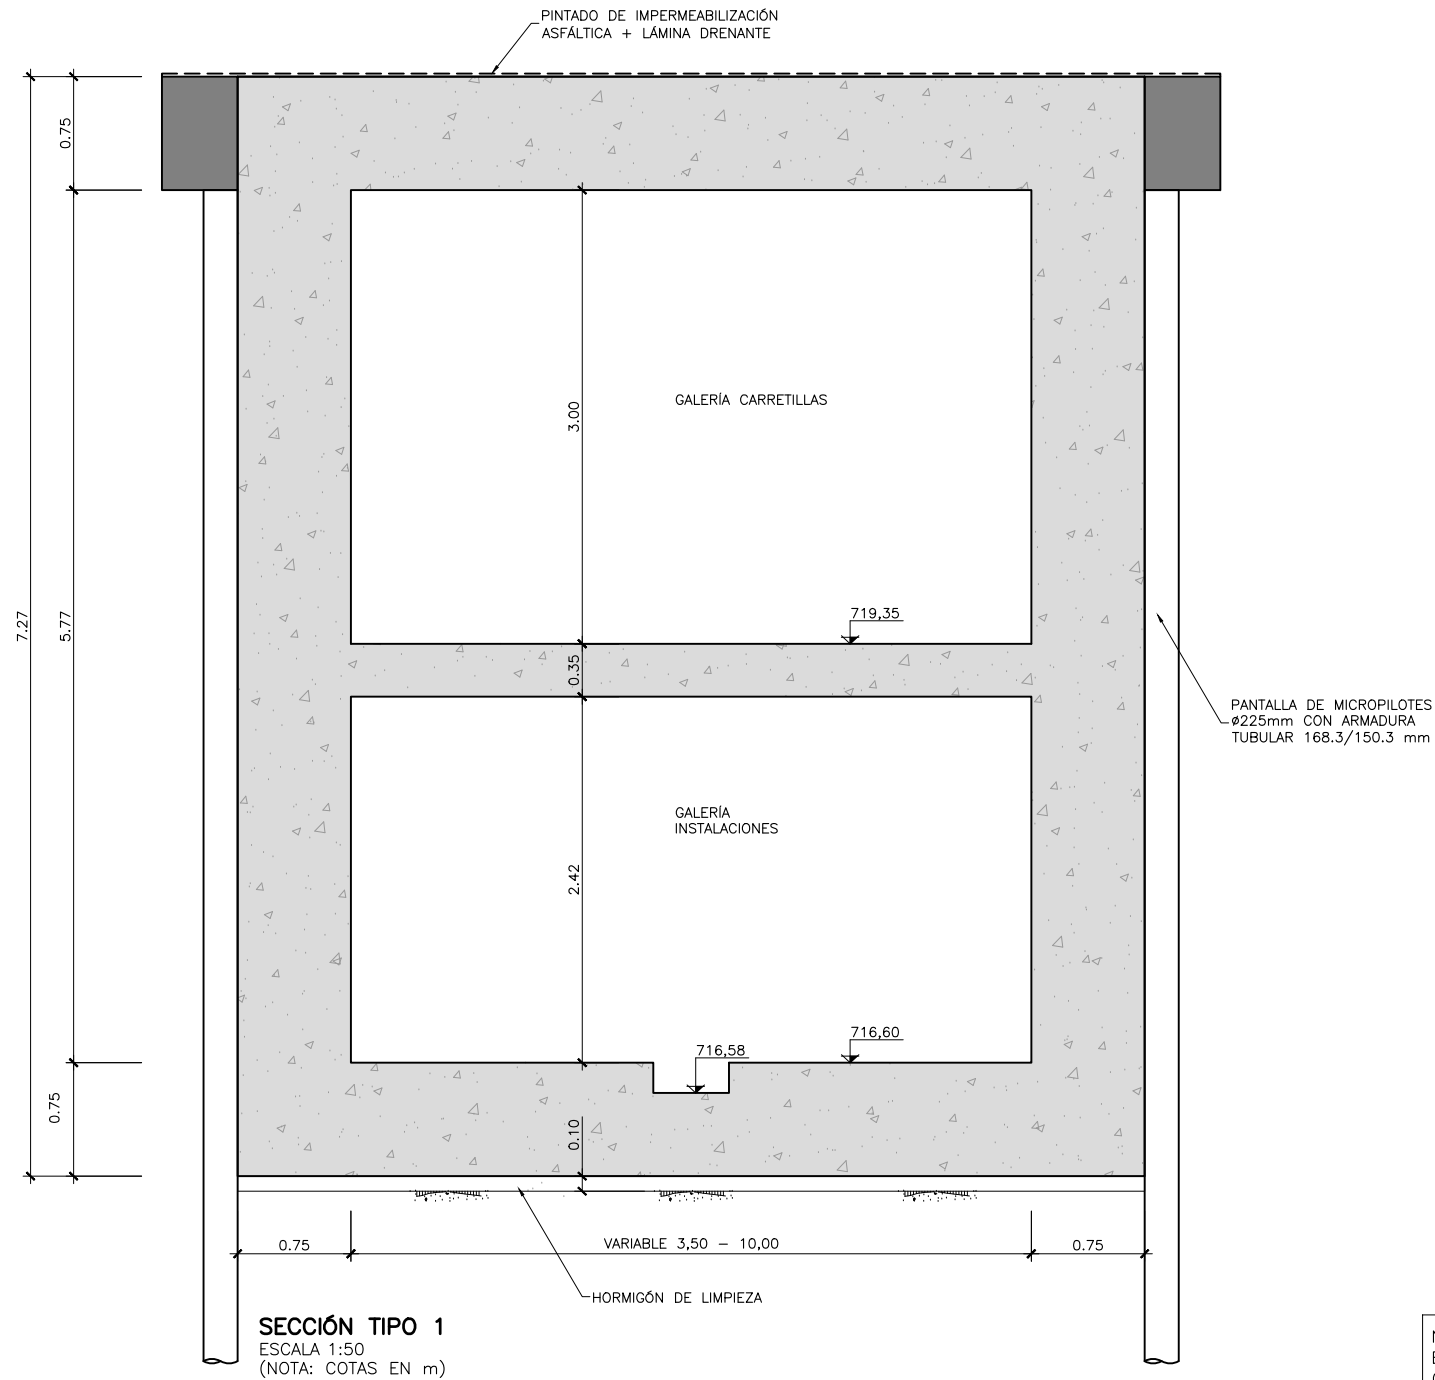 PINTADO DE IMPERMEABILIZACIÓN
ASFÁLTICA + LÁMINA DRENANTE
0.75
3.00
GALERÍA CARRETILLAS
7.27
5.77
719,35
0.35
PANTALLA DE MICROPILOTES
Ø225mm CON ARMADURA
TUBULAR 168.3/150.3 mm
GALERÍA
INSTALACIONES
2.42
716,58
716,60
0.75
0.10
0.75
VARIABLE 3,50 – 10,00
0.75
HORMIGÓN DE LIMPIEZA
SECCIÓN TIPO 1
ESCALA 1:50
(NOTA: COTAS EN m)